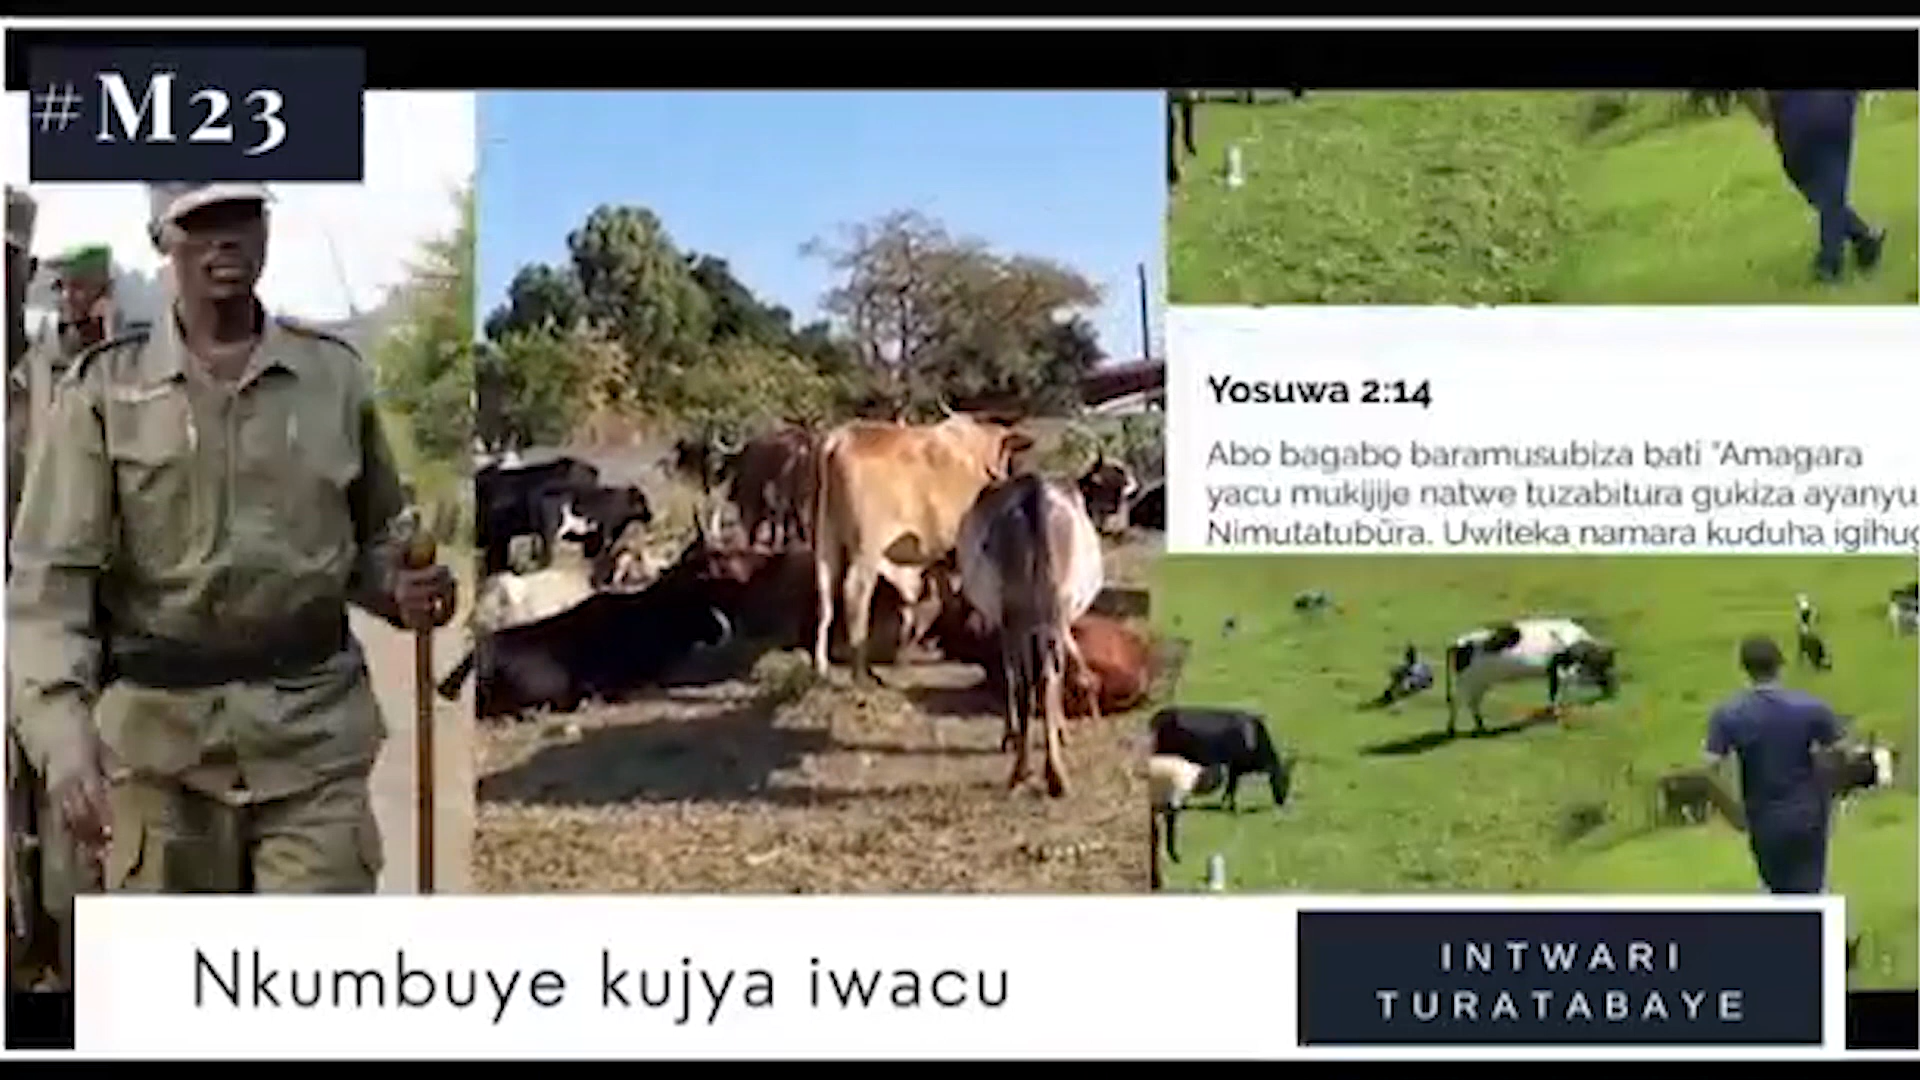 #M23
Yosuwa 2:14
Abo bagabo baramusubiza bati "Amagara
yacu mukijije natwe tuzabitura gukiza ayanyu
Nimutatubūra. Uwiteka namara kuduha igihug
Nkumbuye kujya iwacu
INTWARI
TURATABAYE